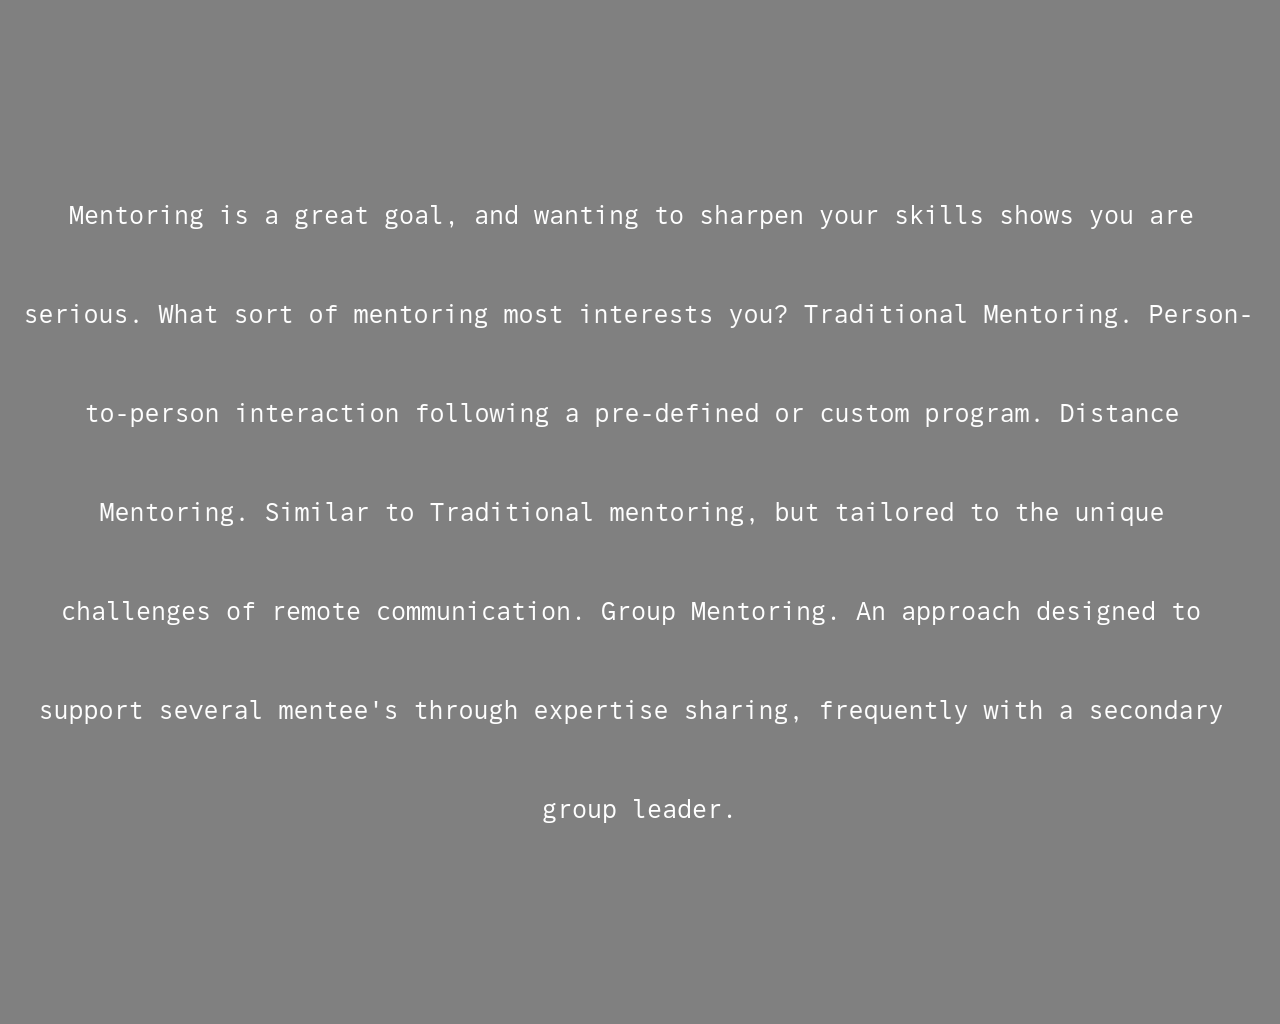 Mentoring is a great goal, and wanting to sharpen your skills shows you are
serious. What sort of mentoring most interests you? Traditional Mentoring. Person-
to-person interaction following a pre-defined or custom program. Distance
Mentoring. Similar to Traditional mentoring, but tailored to the unique
challenges of remote communication. Group Mentoring. An approach designed to
support several mentee's through expertise sharing, frequently with a secondary
group leader.